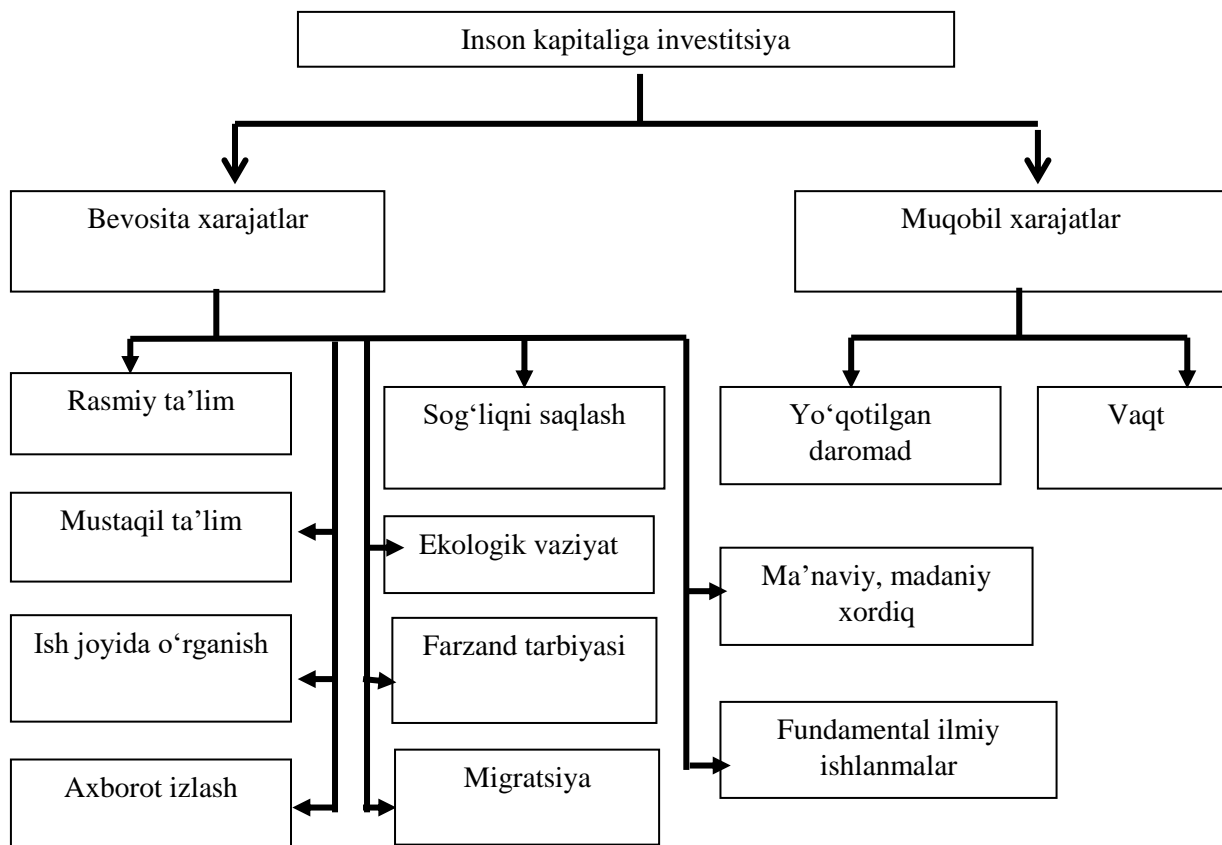 Inson kapitaliga investitsiya
Bevosita xarajatlar
Muqobil xarajatlar
Rasmiy ta’lim
Sog‘liqni saqlash
Yo‘qotilgan
daromad
Vaqt
Mustaqil ta’lim
Ekologik vaziyat
Ma’naviy, madaniy
xordiq
Ish joyida o‘rganish
Farzand tarbiyasi
Fundamental ilmiy
ishlanmalar
Axborot izlash
Migratsiya